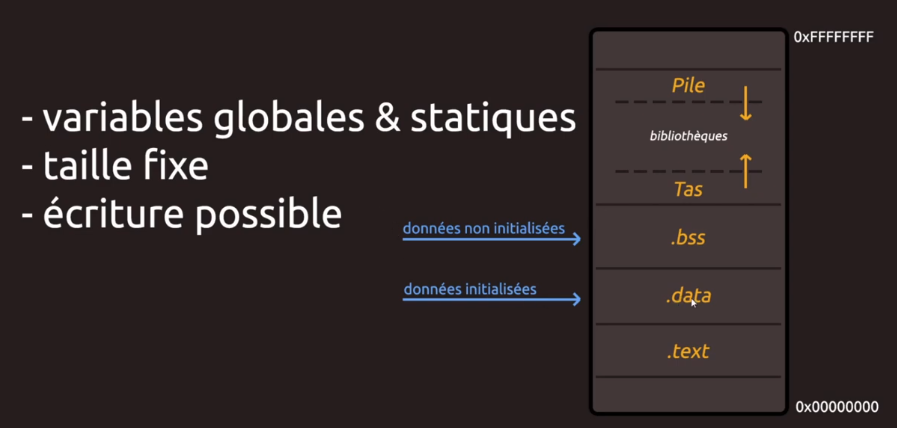 - variables globales & statiques
- taille fixe
- écriture possible
données non initialisées
données initialisées
0xFFFFFFFF
Pile
bibliothèques
Tas
.bss
.data
.text
0x00000000